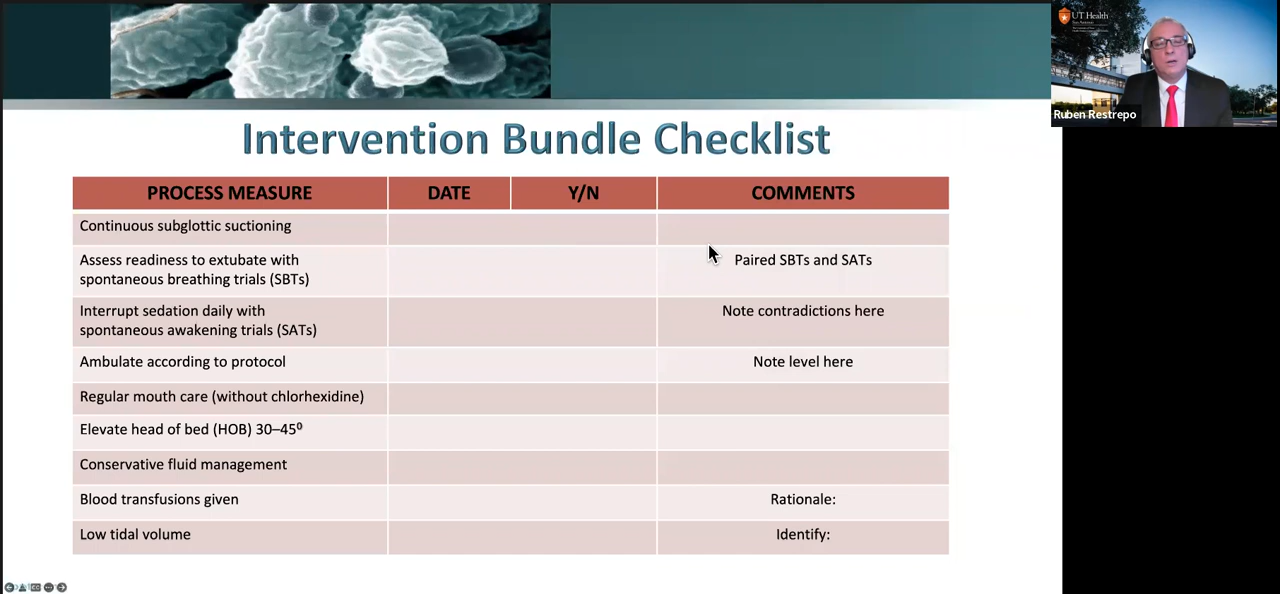 UT Health
San Antonio
Ruben Restrepo
Intervention Bundle Checklist
PROCESS MEASURE DATE Y/N COMMENTS
Continuous subglottic suctioning
Assess readiness to extubate with
spontaneous breathing trials (SBTs)
Paired SBTs and SATs
Interrupt sedation daily with
spontaneous awakening trials (SATs)
Note contradictions here
Ambulate according to protocol
Note level here
Regular mouth care (without chlorhexidine)
Elevate head of bed (HOB) 30–45⁰
Conservative fluid management
Blood transfusions given
Rationale:
Low tidal volume
Identify: